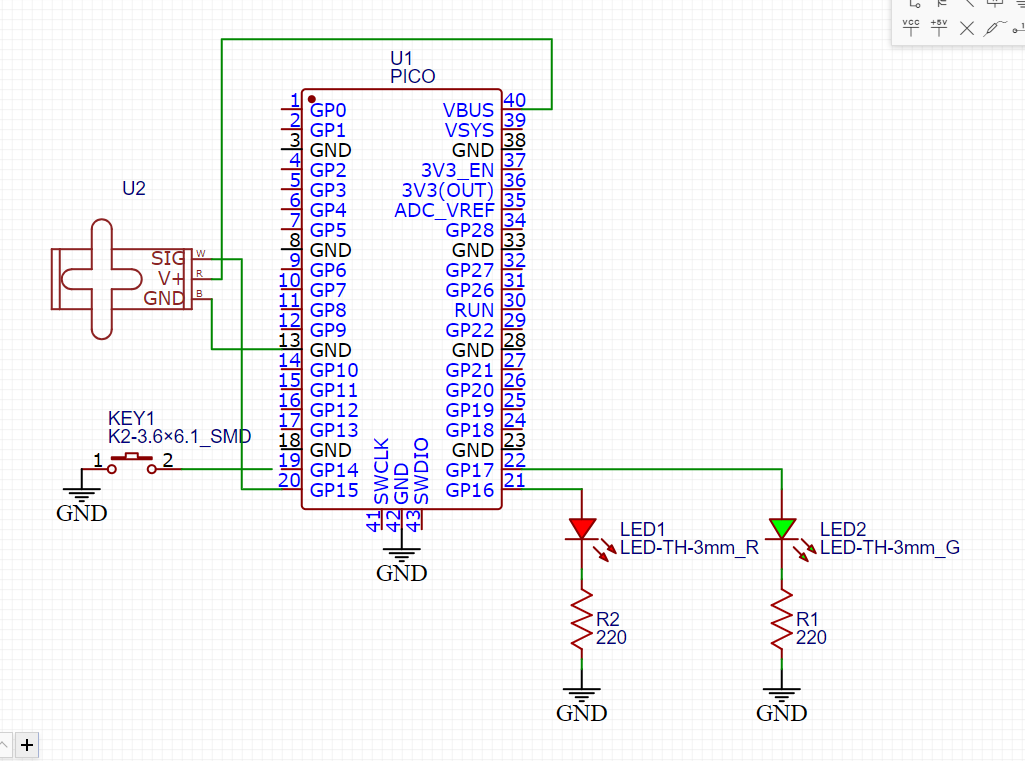 VCC +5V
U1
PICO
1 GP0 VBUS 40
2 GP1 VSYS 39
3 GND GND 38
4 GP2 3V3_EN 37
5 GP3 3V3(OUT) 36
6 GP4 ADC_VREF 35
7 GP5 GP28 34
8 GND GND 33
9 GP6 GP27 32
10 GP7 GP26 31
11 GP8 RUN 30
12 GP9 GP22 29
13 GND GND 28
14 GP10 GP21 27
15 GP11 GP20 26
16 GP12 GP19 25
17 GP13 GP18 24
18 GND GND 23
19 GP14 GP17 22
20 GP15 GP16 21
SWCLK
GND
SWDIO
41
42
43
GND
U2
SIG W
V+ R
GND B
KEY1
K2-3.6×6.1_SMD
1 2
GND
LED1
LED-TH-3mm_R
R2
220
GND
LED2
LED-TH-3mm_G
R1
220
GND